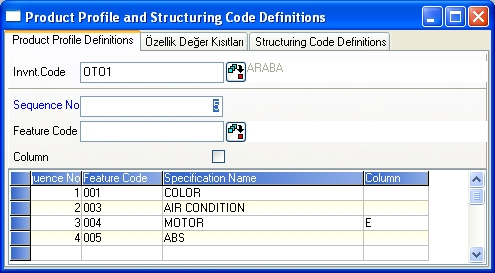 Product Profile and Structuring Code Definitions
Product Profile Definitions Özellik Değer Kısıtları Structuring Code Definitions
Invnt.Code OTO1 ARABA
Sequence No 5
Feature Code
Column
uence No Feature Code Specification Name Column
1 001 COLOR
2 003 AIR CONDITION
3 004 MOTOR E
4 005 ABS